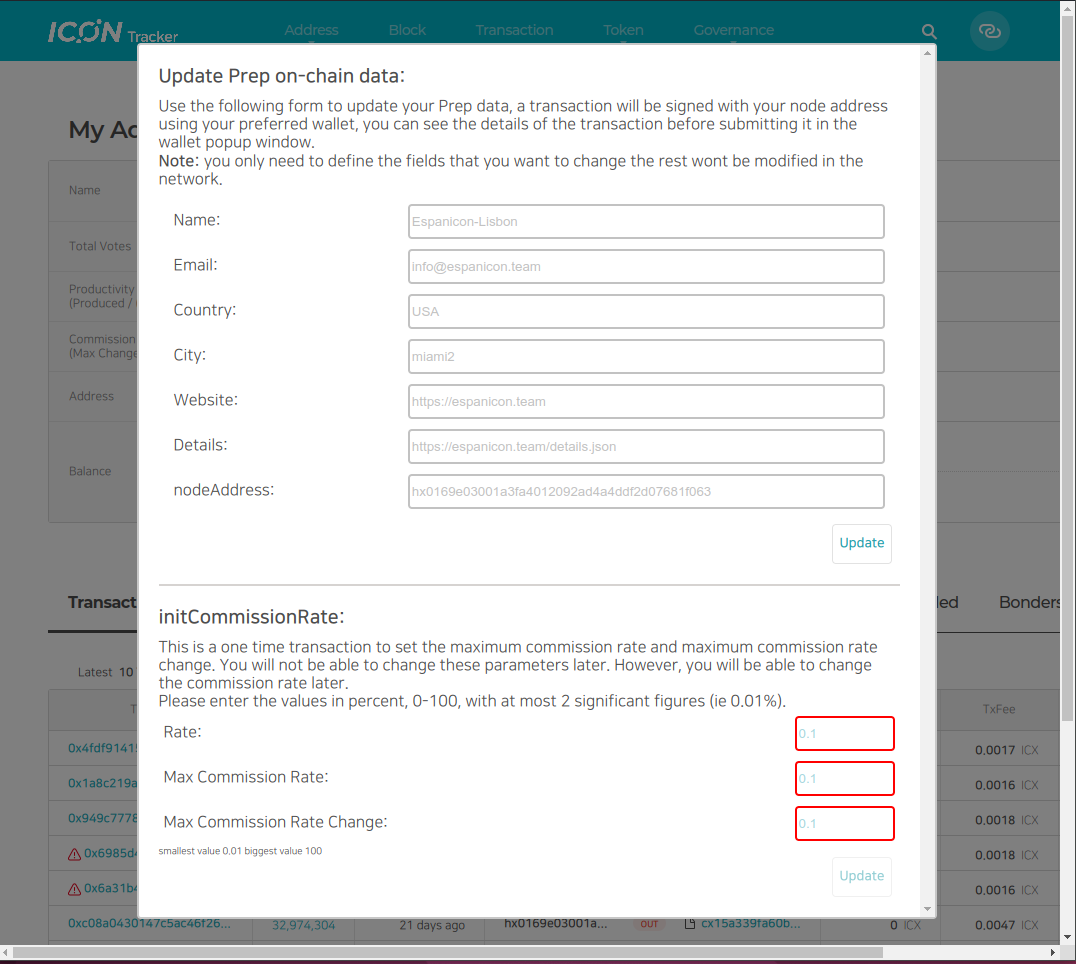 ICON Tracker
Address Block Transaction Token Governance
My Ac
Name
Total Votes
Productivity
(Produced /
Commission
(Max Change
Address
Balance
Update Prep on-chain data:
Use the following form to update your Prep data, a transaction will be signed with your node address
using your preferred wallet, you can see the details of the transaction before submitting it in the
wallet popup window.
Note: you only need to define the fields that you want to change the rest wont be modified in the
network.
Name: Espanicon-Lisbon
Email: info@espanicon.team
Country: USA
City: miami2
Website: https://espanicon.team
Details: https://espanicon.team/details.json
nodeAddress: hx0169e03001a3fa4012092ad4a4ddf2d07681f063
Update
initCommissionRate:
This is a one time transaction to set the maximum commission rate and maximum commission rate
change. You will not be able to change these parameters later. However, you will be able to change
the commission rate later.
Please enter the values in percent, 0-100, with at most 2 significant figures (ie 0.01%).
Rate: 0.1
Max Commission Rate: 0.1
Max Commission Rate Change: 0.1
smallest value 0.01 biggest value 100
Update
Transact
led Bonders
Latest 10
T TxFee
0x4fdf91415 0.0017 ICX
0x1a8c219a 0.0016 ICX
0x949c7778 0.0018 ICX
0x6985d4 0.0018 ICX
0x6a31b4 0.0016 ICX
0xc08a0430147c5ac46f26... 32,974,304 21 days ago hx0169e03001a... out cx15a339fa60b... 0 ICX 0.0047 ICX